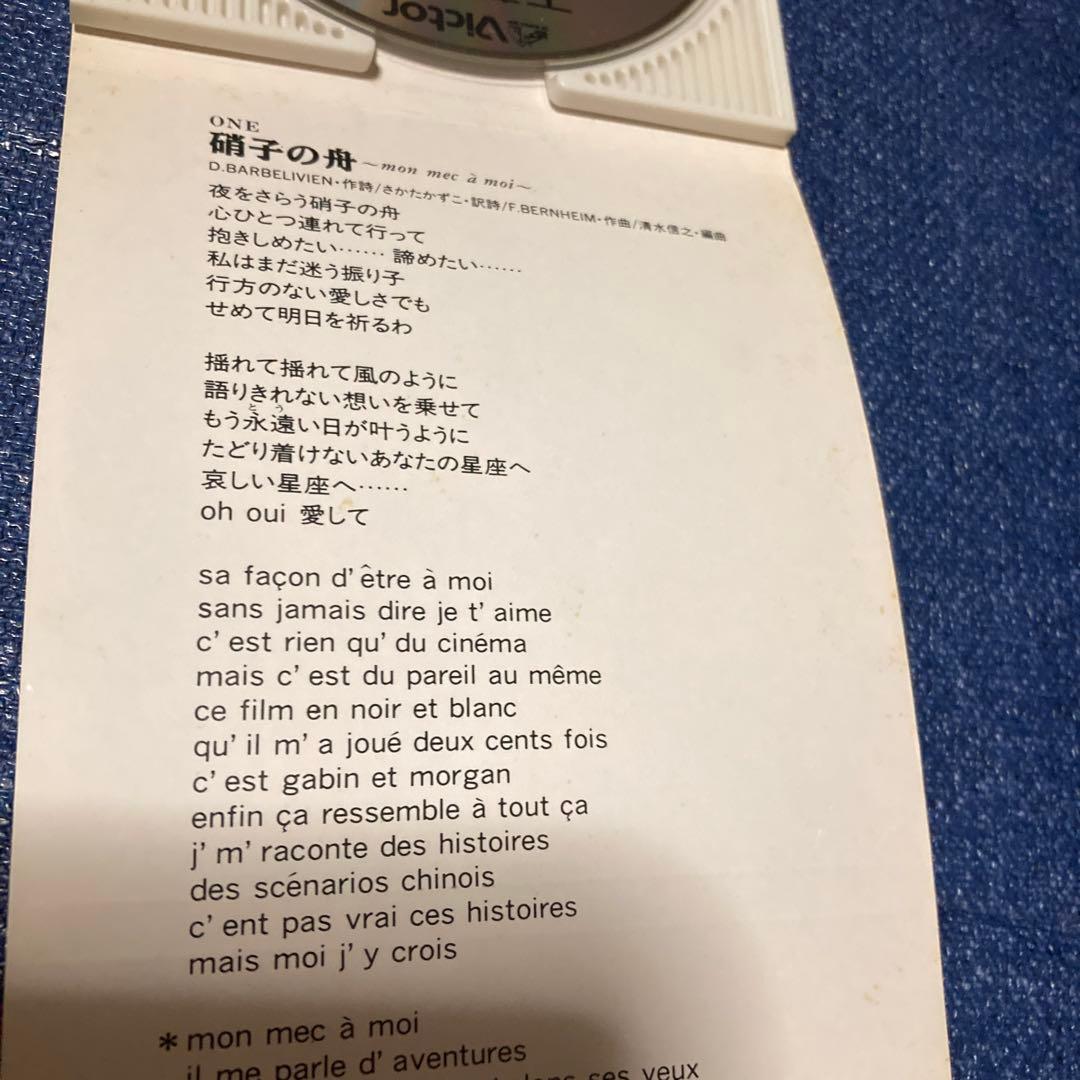 Victor
ONE
硝子の舟 〜mon mec à moi〜
D.BARBELIVIEN・作詩/さかたかずこ・訳詩/F.BERNHEIM・作曲/清水信之・編曲
夜をさらう硝子の舟
心ひとつ連れて行って
抱きしめたい…… 諦めたい……
私はまだ迷う振り子
行方のない愛しさでも
せめて明日を祈るわ
揺れて揺れて風のように
語りきれない想いを乗せて
とう
もう永遠い日が叶うように
たどり着けないあなたの星座へ
哀しい星座へ……
oh oui 愛して
sa façon d' être à moi
sans jamais dire je t' aime
c' est rien qu' du cinéma
mais c' est du pareil au même
ce film en noir et blanc
qu' il m' a joué deux cents fois
c' est gabin et morgan
enfin ça ressemble à tout ça
j' m' raconte des histoires
des scénarios chinois
c' ent pas vrai ces histoires
mais moi j' y crois
*mon mec à moi
il me parle d' aventures
dans ses yeux